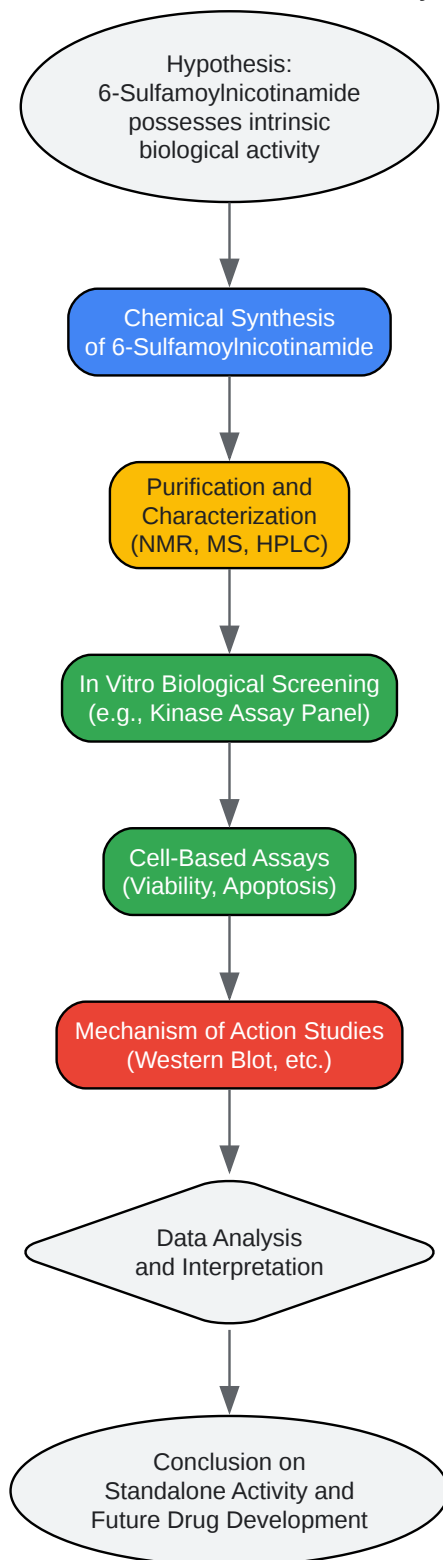 Hypothesis:
6-Sulfamoylnicotinamide
possesses intrinsic
biological activity
Chemical Synthesis
of 6-Sulfamoylnicotinamide
Purification and
Characterization
(NMR, MS, HPLC)
In Vitro Biological Screening
(e.g., Kinase Assay Panel)
Cell-Based Assays
(Viability, Apoptosis)
Mechanism of Action Studies
(Western Blot, etc.)
Data Analysis
and Interpretation
Conclusion on
Standalone Activity and
Future Drug Development